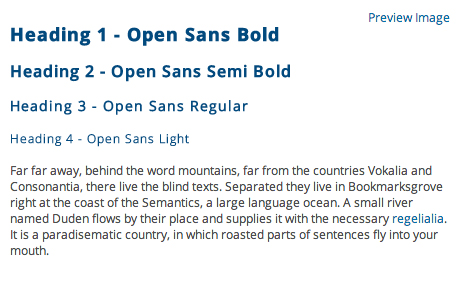 Preview Image
Heading 1 - Open Sans Bold
Heading 2 - Open Sans Semi Bold
Heading 3 - Open Sans Regular
Heading 4 - Open Sans Light
Far far away, behind the word mountains, far from the countries Vokalia and
Consonantia, there live the blind texts. Separated they live in Bookmarksgrove
right at the coast of the Semantics, a large language ocean. A small river
named Duden flows by their place and supplies it with the necessary regelialia.
It is a paradisematic country, in which roasted parts of sentences fly into your
mouth.